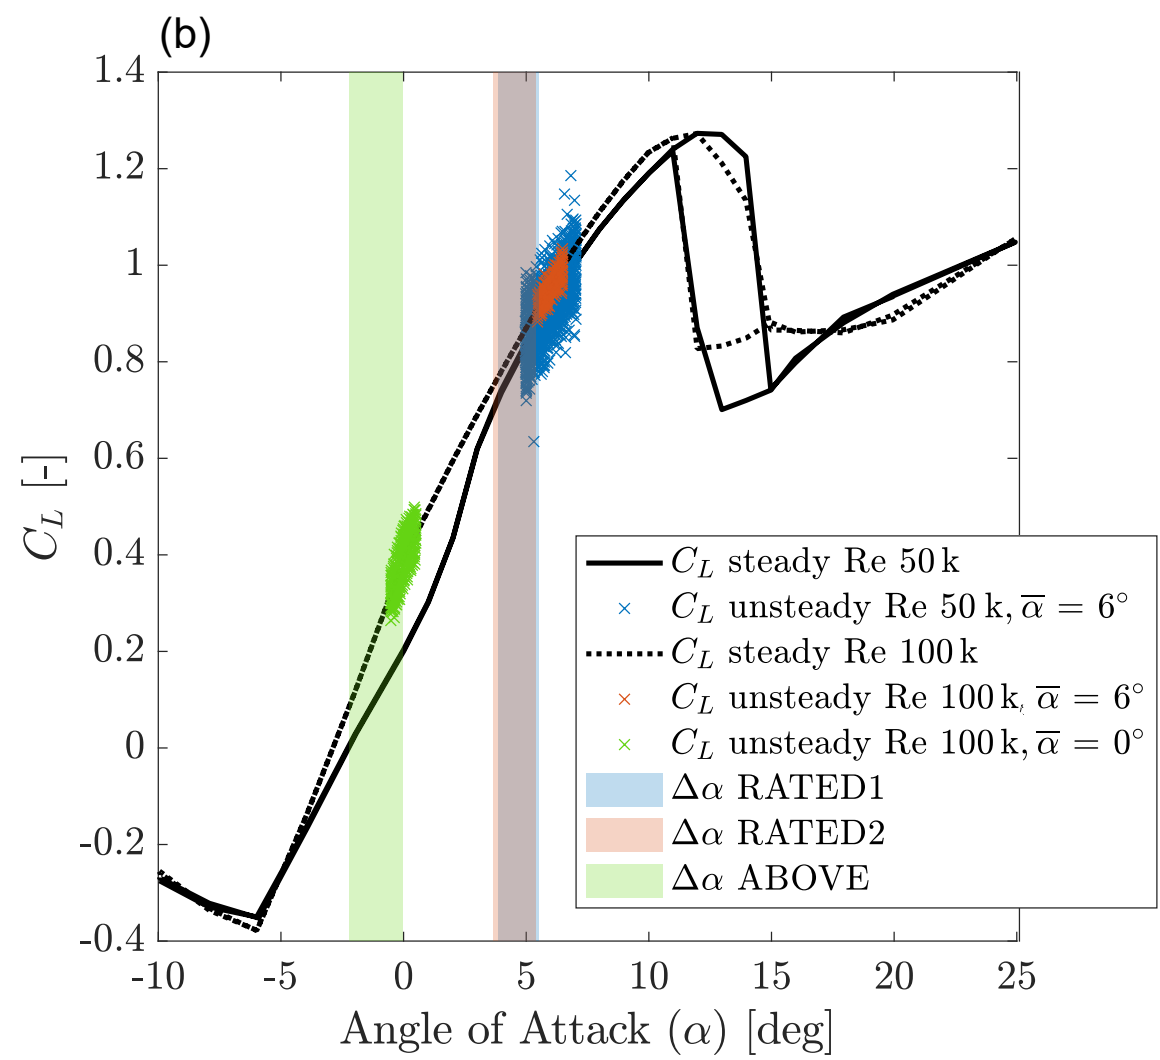 (b)
1.4
1.2
1
0.8
0.6
0.4
0.2
0
-0.2
-0.4
C_L [-]
-10 -5 0 5 10 15 20 25
Angle of Attack (α) [deg]
C_L steady Re 50 k
C_L unsteady Re 50 k, α̅ = 6°
C_L steady Re 100 k
C_L unsteady Re 100 k, α̅ = 6°
C_L unsteady Re 100 k, α̅ = 0°
Δα RATED1
Δα RATED2
Δα ABOVE